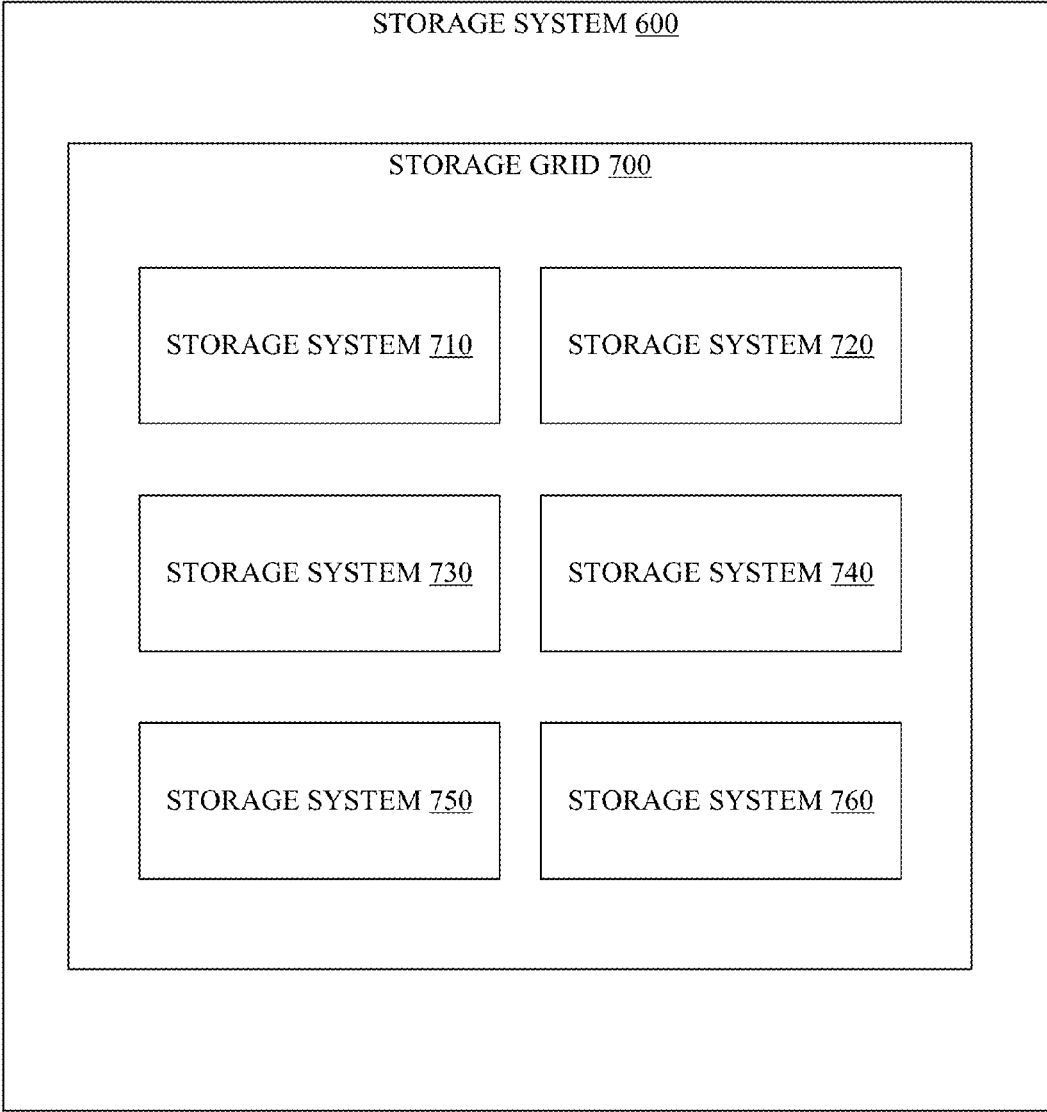 STORAGE SYSTEM 600
STORAGE GRID 700
STORAGE SYSTEM 710
STORAGE SYSTEM 720
STORAGE SYSTEM 730
STORAGE SYSTEM 740
STORAGE SYSTEM 750
STORAGE SYSTEM 760